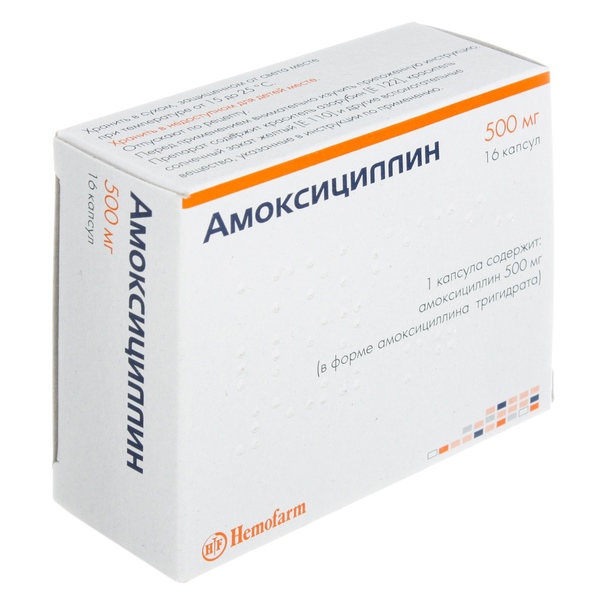 Хранить в сухом, защищенном от света месте
при температуре от 15 до 25 °C.
Хранить в недоступном для детей месте.
Отпускают по рецепту.
Перед применением внимательно изучить приложенную инструкцию.
Препарат содержит краситель азорубин [E 122], краситель
солнечный закат желтый [E 110] и другие вспомогательные
вещества, указанные в инструкции по применению.
500 мг
16 капсул
Амоксициллин
1 капсула содержит:
амоксициллин 500 мг
(в форме амоксициллина тригидрата)
HF Hemofarm
Амоксициллин
500 мг
16 капсул